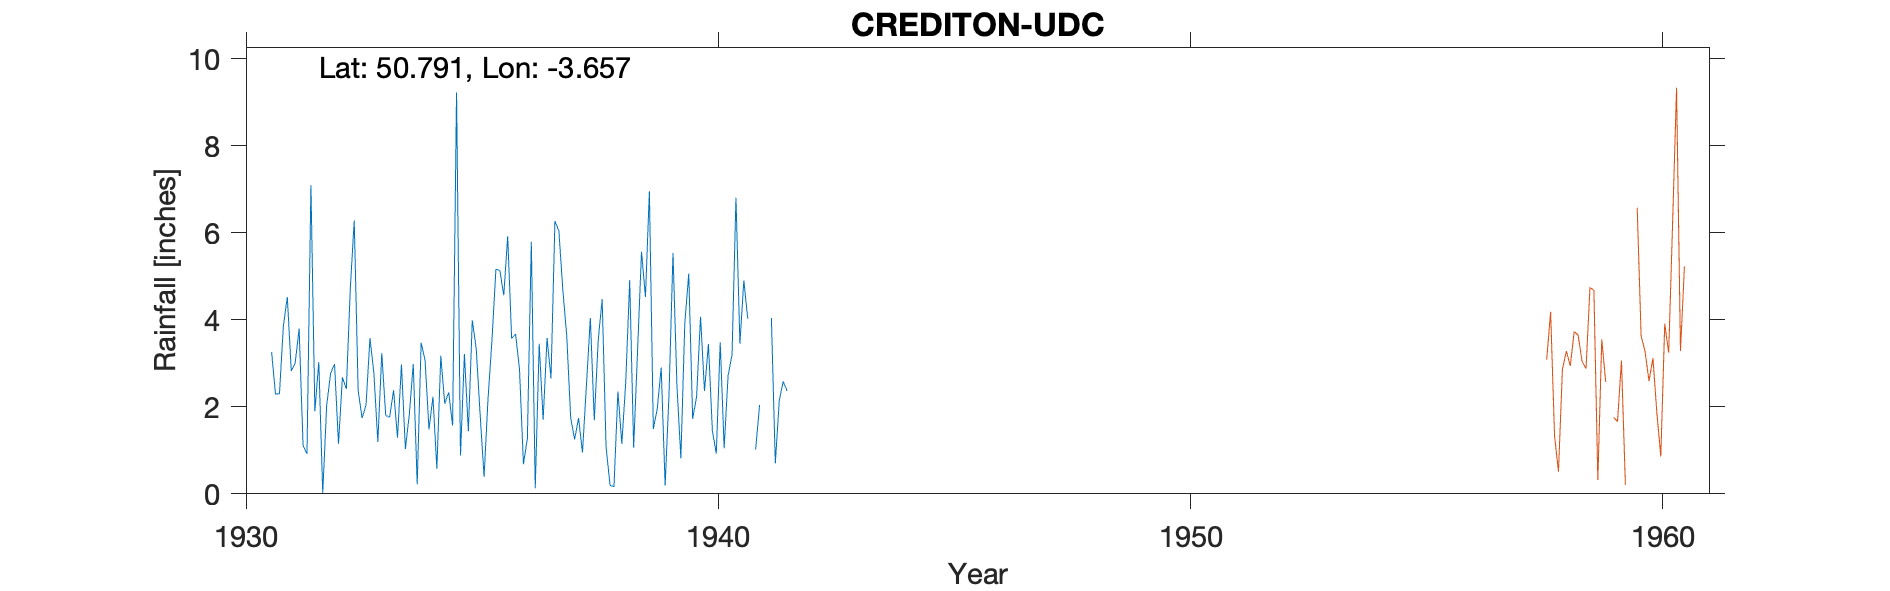 CREDITON-UDC
Lat: 50.791, Lon: -3.657
10
8
6
4
2
0
Rainfall [inches]
1930 1940 1950 1960
Year